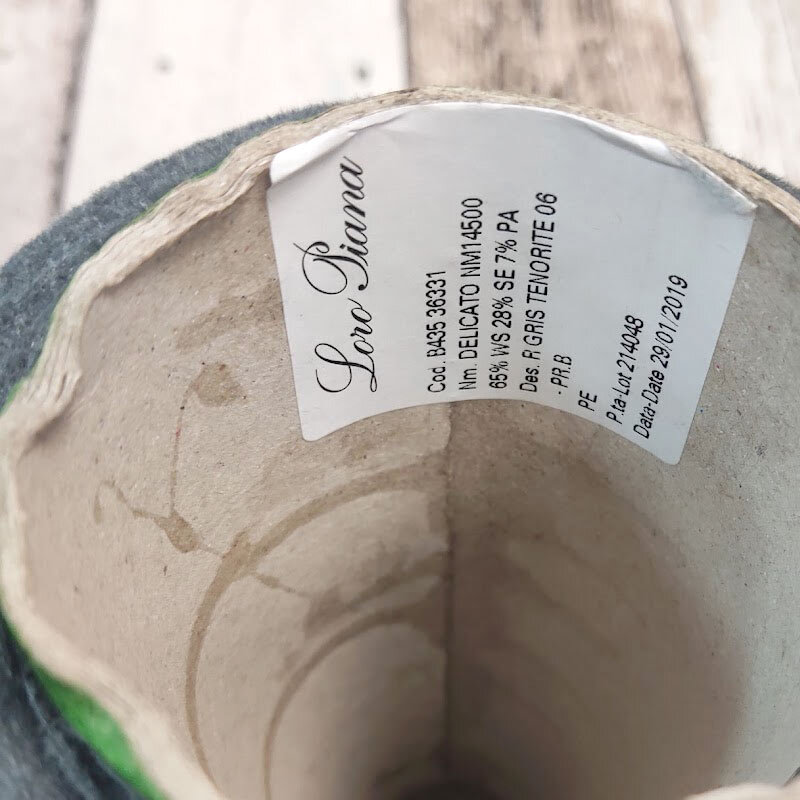 Loro Piana
Cod. B435 36331
Nm. DELICATO NM14500
65% WS 28% SE 7% PA
Des. R GRIS TENORITE 06
- PR.B
PE
P.ta-Lot 214048
Data-Date 29/01/2019